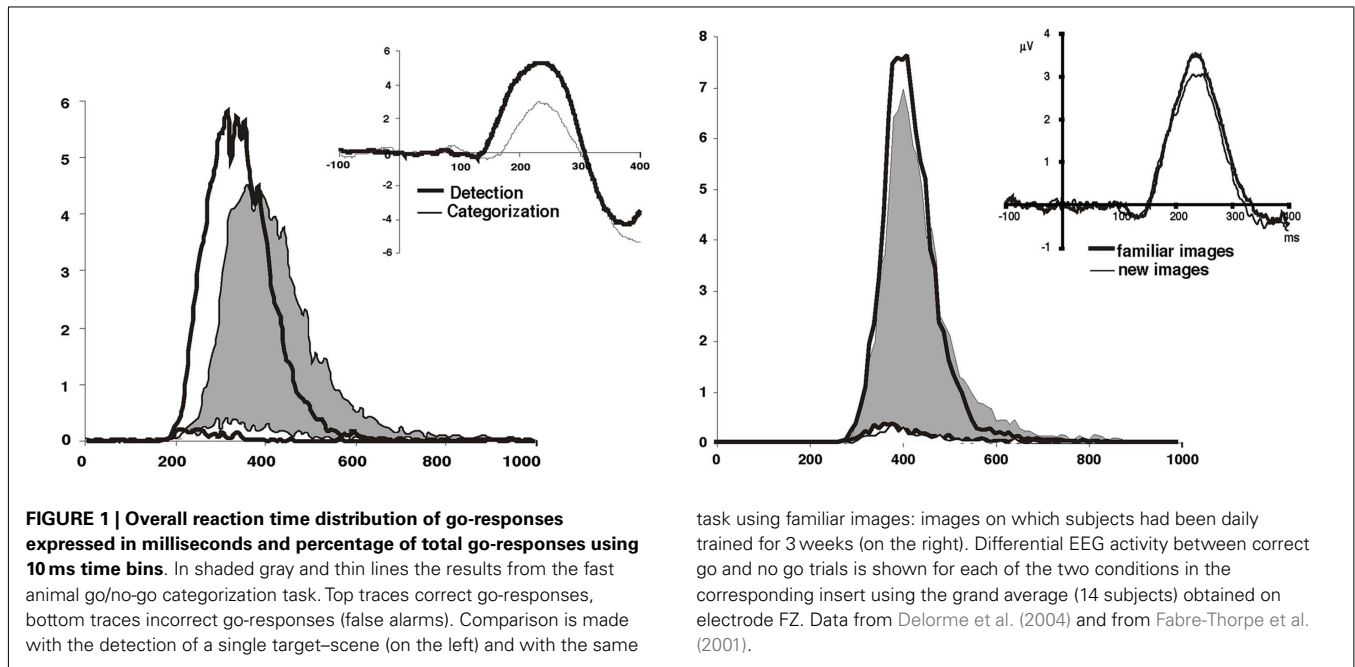 6
5
4
3
2
1
0
0 200 400 600 800 1000
6
4
2
0
-2
-4
-6
-100 100 200 300 400
Detection
Categorization
8
7
6
5
4
3
2
1
0
0 200 400 600 800 1000
µV
4
3
2
1
-1
-100 100 200 300 400
ms
familiar images
new images
FIGURE 1 | Overall reaction time distribution of go-responses
expressed in milliseconds and percentage of total go-responses using
10 ms time bins. In shaded gray and thin lines the results from the fast
animal go/no-go categorization task. Top traces correct go-responses,
bottom traces incorrect go-responses (false alarms). Comparison is made
with the detection of a single target–scene (on the left) and with the same
task using familiar images: images on which subjects had been daily
trained for 3 weeks (on the right). Differential EEG activity between correct
go and no go trials is shown for each of the two conditions in the
corresponding insert using the grand average (14 subjects) obtained on
electrode FZ. Data from Delorme et al. (2004) and from Fabre-Thorpe et al.
(2001).